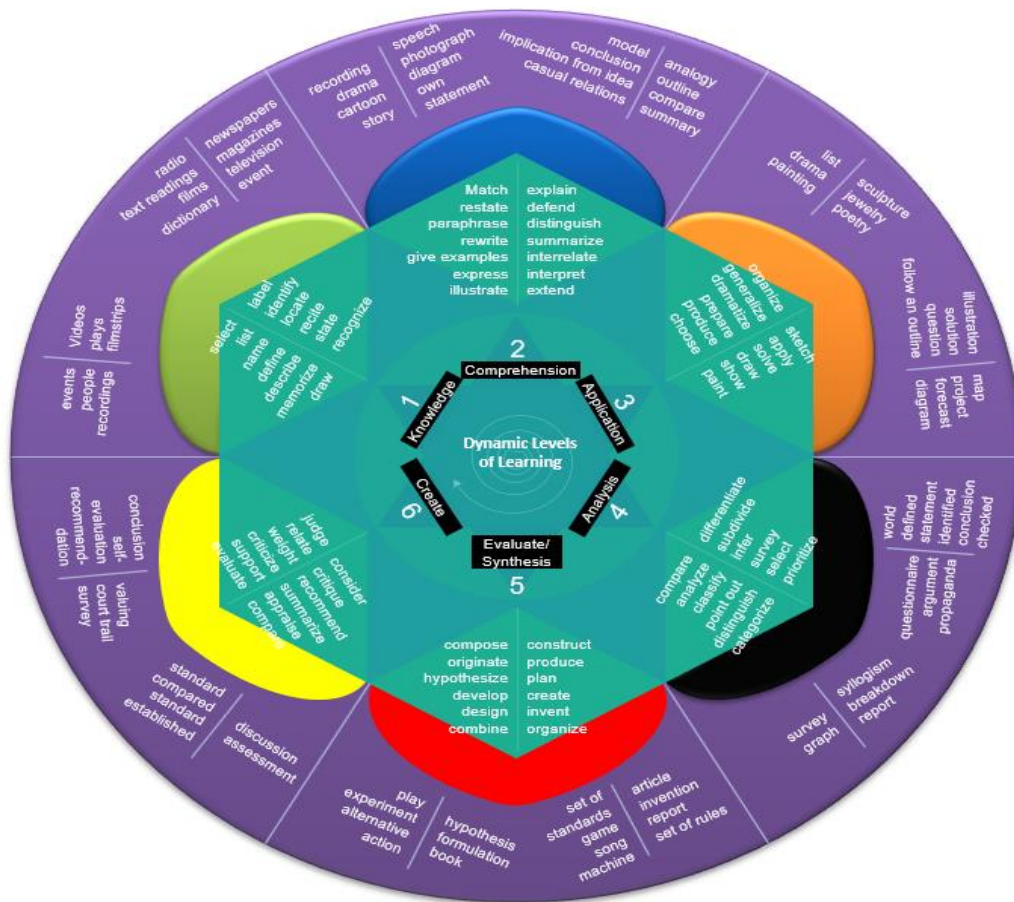 speech
photograph
diagram
own
statement
recording
drama
cartoon
story
model
conclusion
implication from idea
casual relations
analogy
outline
compare
summary
newspapers
magazines
television
event
radio
text readings
films
dictionary
list
drama
painting
sculpture
jewelry
poetry
Videos
plays
filmstrips
events
people
recordings
illustration
solution
question
follow an outline
map
project
forecast
diagram
Match
restate
paraphrase
rewrite
give examples
express
illustrate
explain
defend
distinguish
summarize
interrelate
interpret
extend
label
identify
locate
recite
state
recognize
select
list
name
define
describe
memorize
draw
organize
generalize
dramatize
prepare
produce
choose
sketch
apply
solve
draw
show
paint
1
Knowledge
2
Comprehension
3
Application
4
Analysis
Evaluate/
Synthesis
5
6
Create
Dynamic Levels
of Learning
differentiate
subdivide
infer
survey
select
prioritize
compare
analyze
classify
point out
distinguish
categorize
judge
relate
weight
criticize
support
evaluate
consider
critique
recommend
summarize
appraise
compare
compose
originate
hypothesize
develop
design
combine
construct
produce
plan
create
invent
organize
conclusion
self-
evaluation
recommend-
dation
valuing
court trail
survey
world
defined
statement
identified
conclusion
checked
questionnaire
argument
propaganda
standard
compared
standard
established
discussion
assessment
syllogism
breakdown
report
survey
graph
play
experiment
alternative
action
hypothesis
formulation
book
set of
standards
game
song
machine
article
invention
report
set of rules